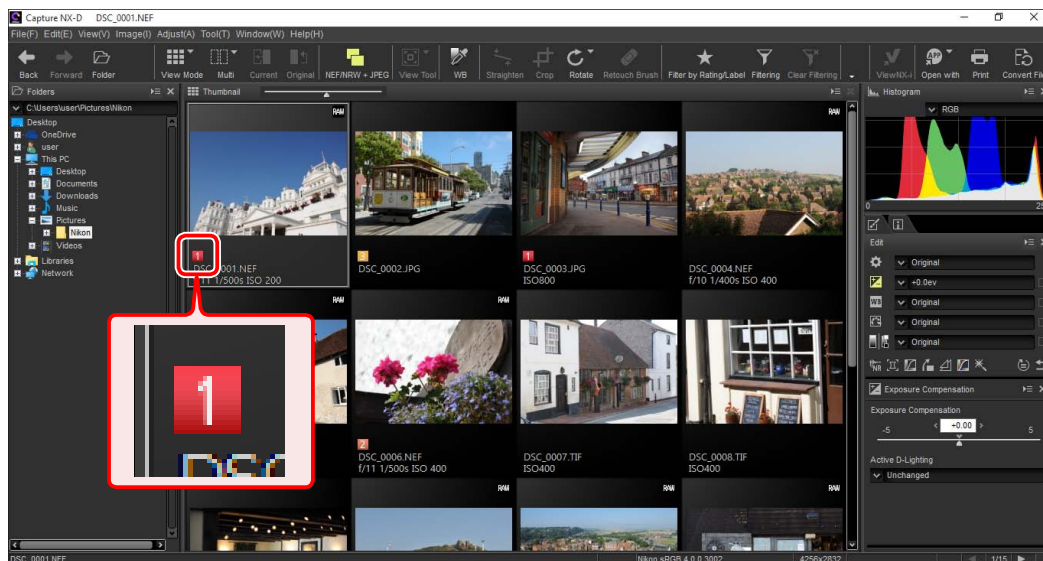 Capture NX-D DSC_0001.NEF
File(F) Edit(E) View(V) Image(I) Adjust(A) Tool(T) Window(W) Help(H)
Back Forward Folder View Mode Multi Current Original NEF/NRW + JPEG View Tool WB Straighten Crop Rotate Retouch Brush Filter by Rating/Label Filtering Clear Filtering ViewNX-i Open with Print Convert File
Folders
C:\Users\user\Pictures\Nikon
Desktop
OneDrive
user
This PC
Desktop
Documents
Downloads
Music
Pictures
Nikon
Videos
Libraries
Network
Thumbnail
RAW
RAW
1
3
1
DSC_0001.NEF
f/11 1/500s ISO 200
DSC_0002.JPG
DSC_0003.JPG
ISO800
DSC_0004.NEF
f/10 1/400s ISO 400
RAW
RAW
1
2
DSC_0006.NEF
f/11 1/500s ISO 400
DSC_0007.TIF
ISO400
DSC_0008.TIF
ISO400
RAW
RAW
RAW
Histogram
RGB
0
Edit
Original
+0.0ev
WB Original
Original
Original
NR
Exposure Compensation
Exposure Compensation
-5 +0.00 5
Active D-Lighting
Unchanged
DSC_0001.NEF Nikon sRGB 4.0.0.3002 4256x2832 1/15